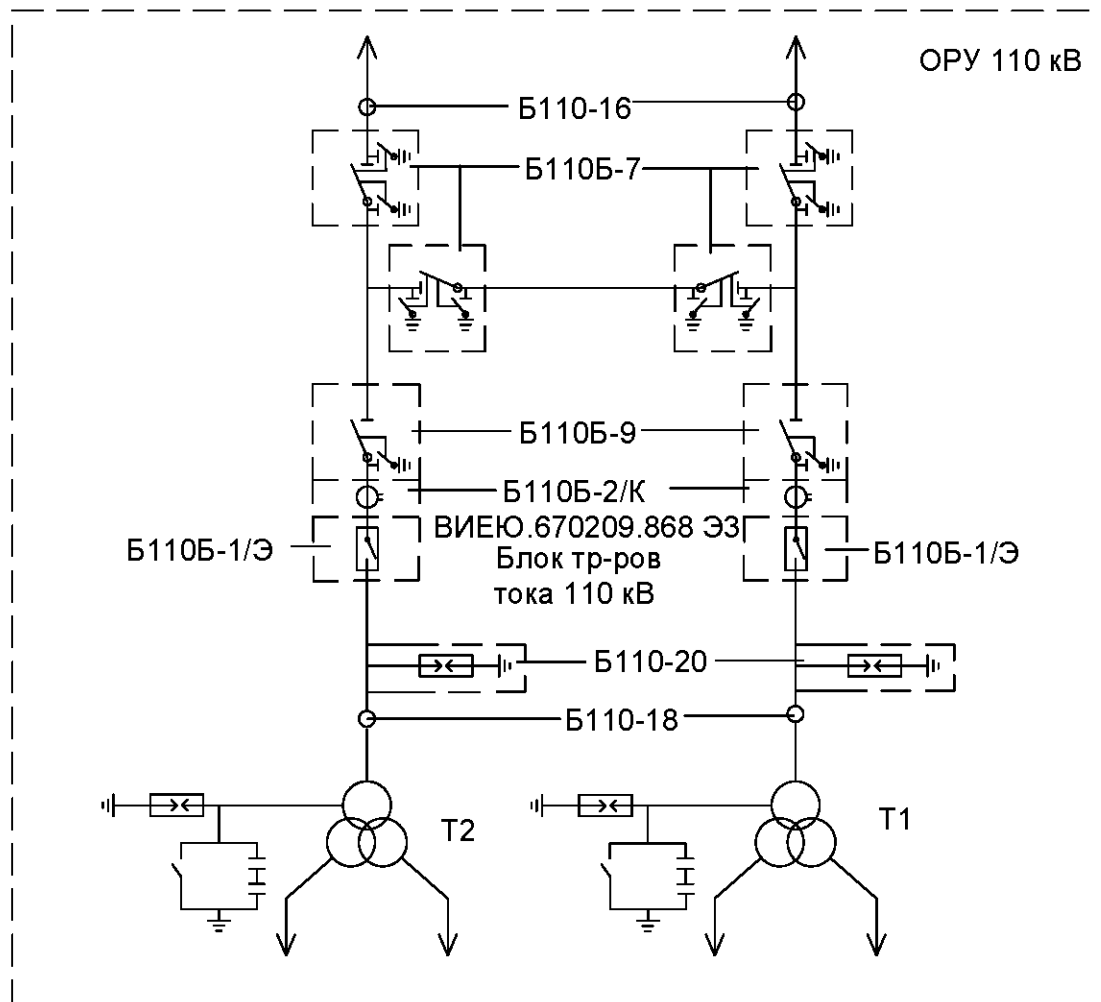 ОРУ 110 кВ
Б110-16
Б110Б-7
Б110Б-9
Б110Б-2/К
ВИЕЮ.670209.868 ЭЗ
Блок тр-ров
тока 110 кВ
Б110Б-1/Э
Б110Б-1/Э
Б110-20
Б110-18
Т2
Т1